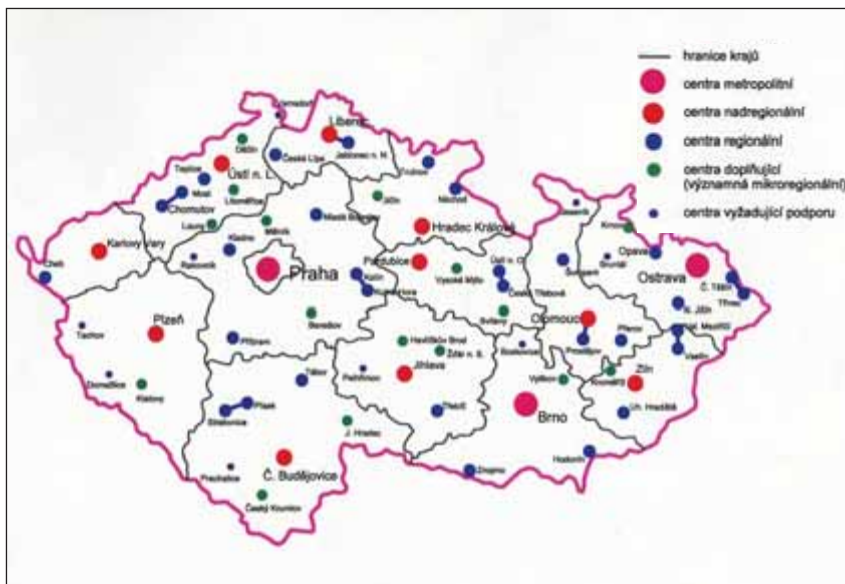 hranice krajů
centra metropolitní
centra nadregionální
centra regionální
centra doplňující
(významná mikroregionální)
centra vyžadující podporu
Liberec
Děčín
Česká Lípa
Jablonec n. N.
Teplice
Ústí n. L.
Most
Litoměřice
Chomutov
Trutnov
Náchod
Jičín
Louny
Mělník
Mladá Boleslav
Hradec Králové
Jeseník
Krnov
Karlovy Vary
Cheb
Rakovník
Kladno
Praha
Kolín
Pardubice
Vysoké Mýto
Ústí n. O.
Česká Třebová
Šumperk
Bruntál
Opava
Ostrava
Č. Těšín
Třinec
Plzeň
Tachov
Příbram
Benešov
Svitavy
Olomouc
N. Jičín
Val. Meziříčí
Havlíčkův Brod
Žďár n. S.
Boskovice
Prostějov
Přerov
Vsetín
Domažlice
Klatovy
Tábor
Pelhřimov
Jihlava
Vyškov
Kroměříž
Zlín
Písek
Strakonice
J. Hradec
Třebíč
Brno
Uh. Hradiště
Prachatice
Č. Budějovice
Znojmo
Hodonín
Český Krumlov